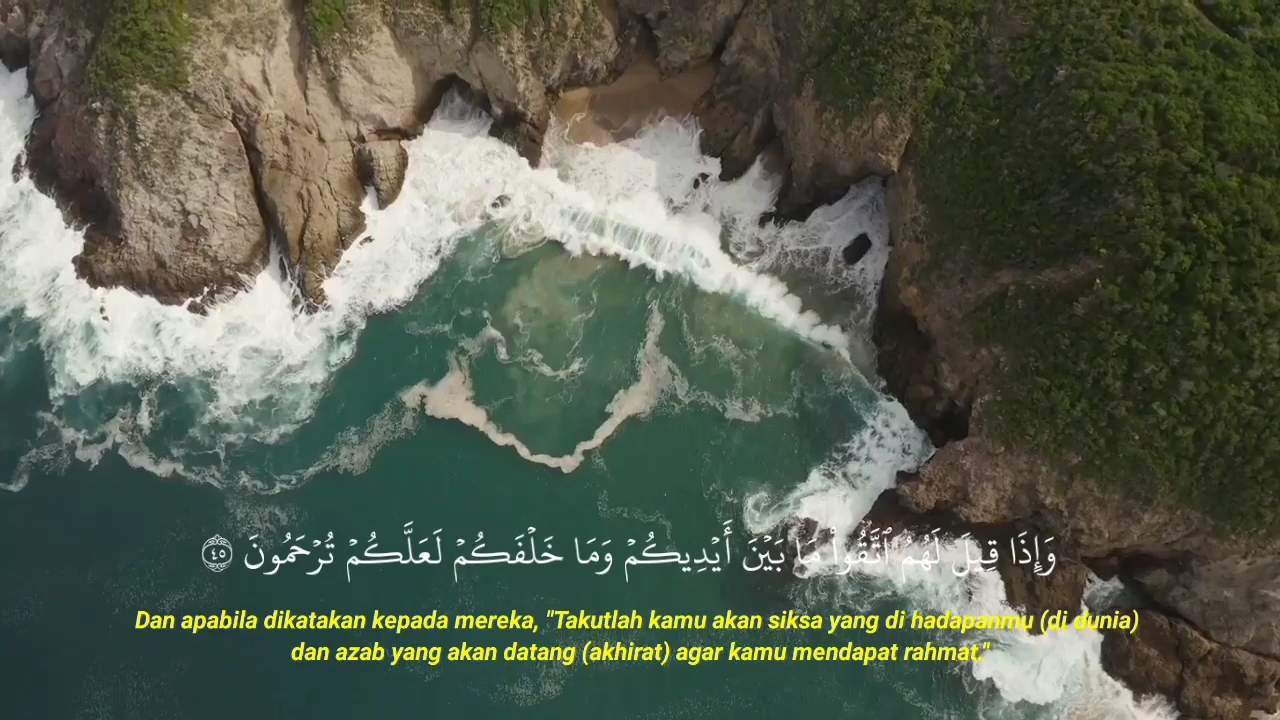 وَإِذَا قِيلَ لَهُمُ ٱتَّقُوا۟ مَا بَيْنَ أَيْدِيكُمْ وَمَا خَلْفَكُمْ لَعَلَّكُمْ تُرْحَمُونَ ٤٥
Dan apabila dikatakan kepada mereka, "Takutlah kamu akan siksa yang di hadapanmu (di dunia)
dan azab yang akan datang (akhirat) agar kamu mendapat rahmat."